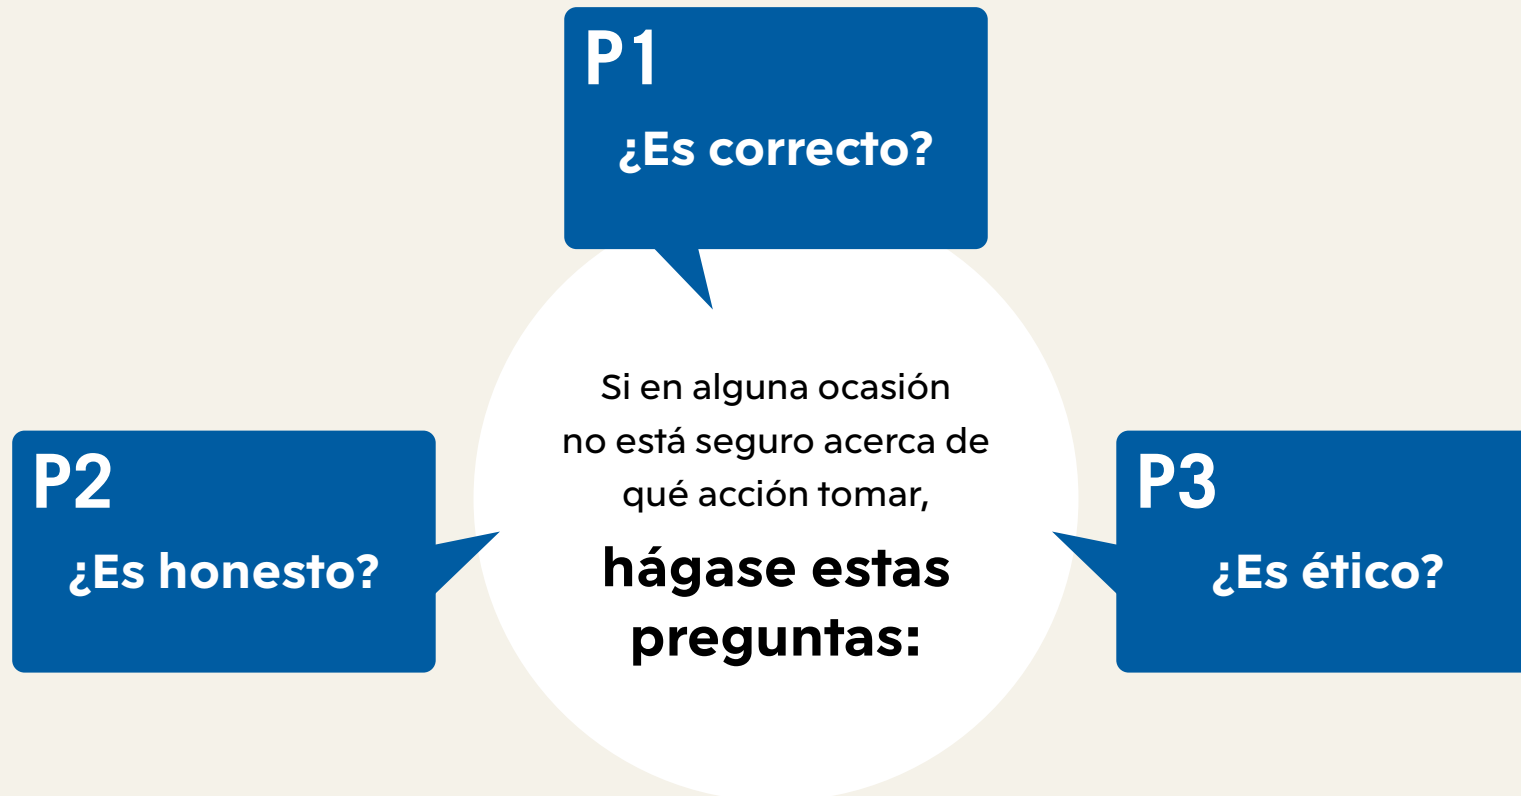 P1
¿Es correcto?
Si en alguna ocasión
no está seguro acerca de
qué acción tomar,
hágase estas
preguntas:
P2
¿Es honesto?
P3
¿Es ético?